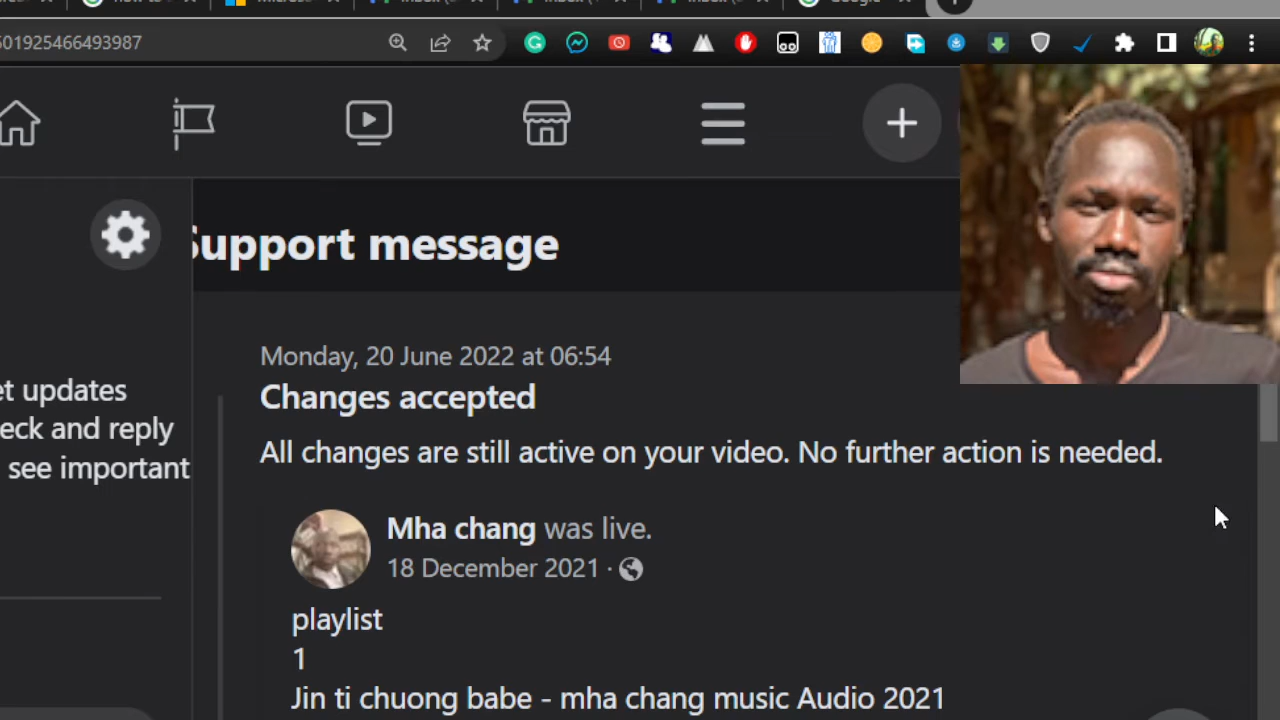 01925466493987
Support message
Monday, 20 June 2022 at 06:54
Changes accepted
All changes are still active on your video. No further action is needed.
et updates
eck and reply
see important
Mha chang was live.
18 December 2021 ·
playlist
1
Jin ti chuong babe - mha chang music Audio 2021